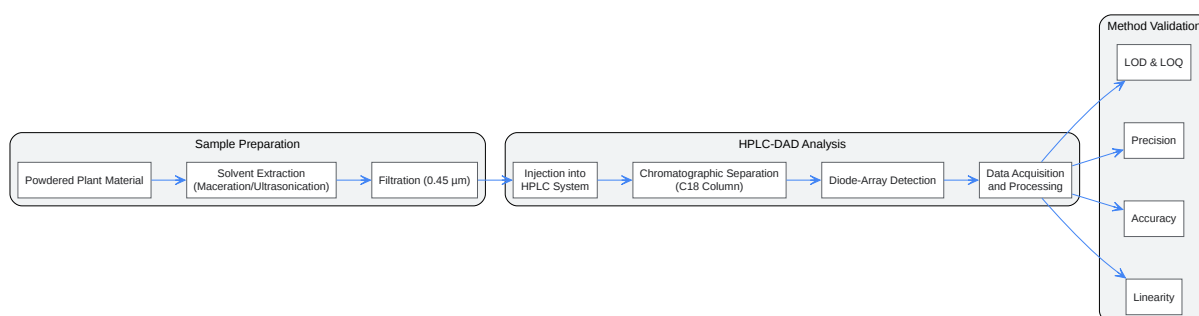 Sample Preparation
Powdered Plant Material
Solvent Extraction
(Maceration/Ultrasonication)
Filtration (0.45 µm)
HPLC-DAD Analysis
Injection into
HPLC System
Chromatographic Separation
(C18 Column)
Diode-Array Detection
Data Acquisition
and Processing
Method Validation
LOD & LOQ
Precision
Accuracy
Linearity